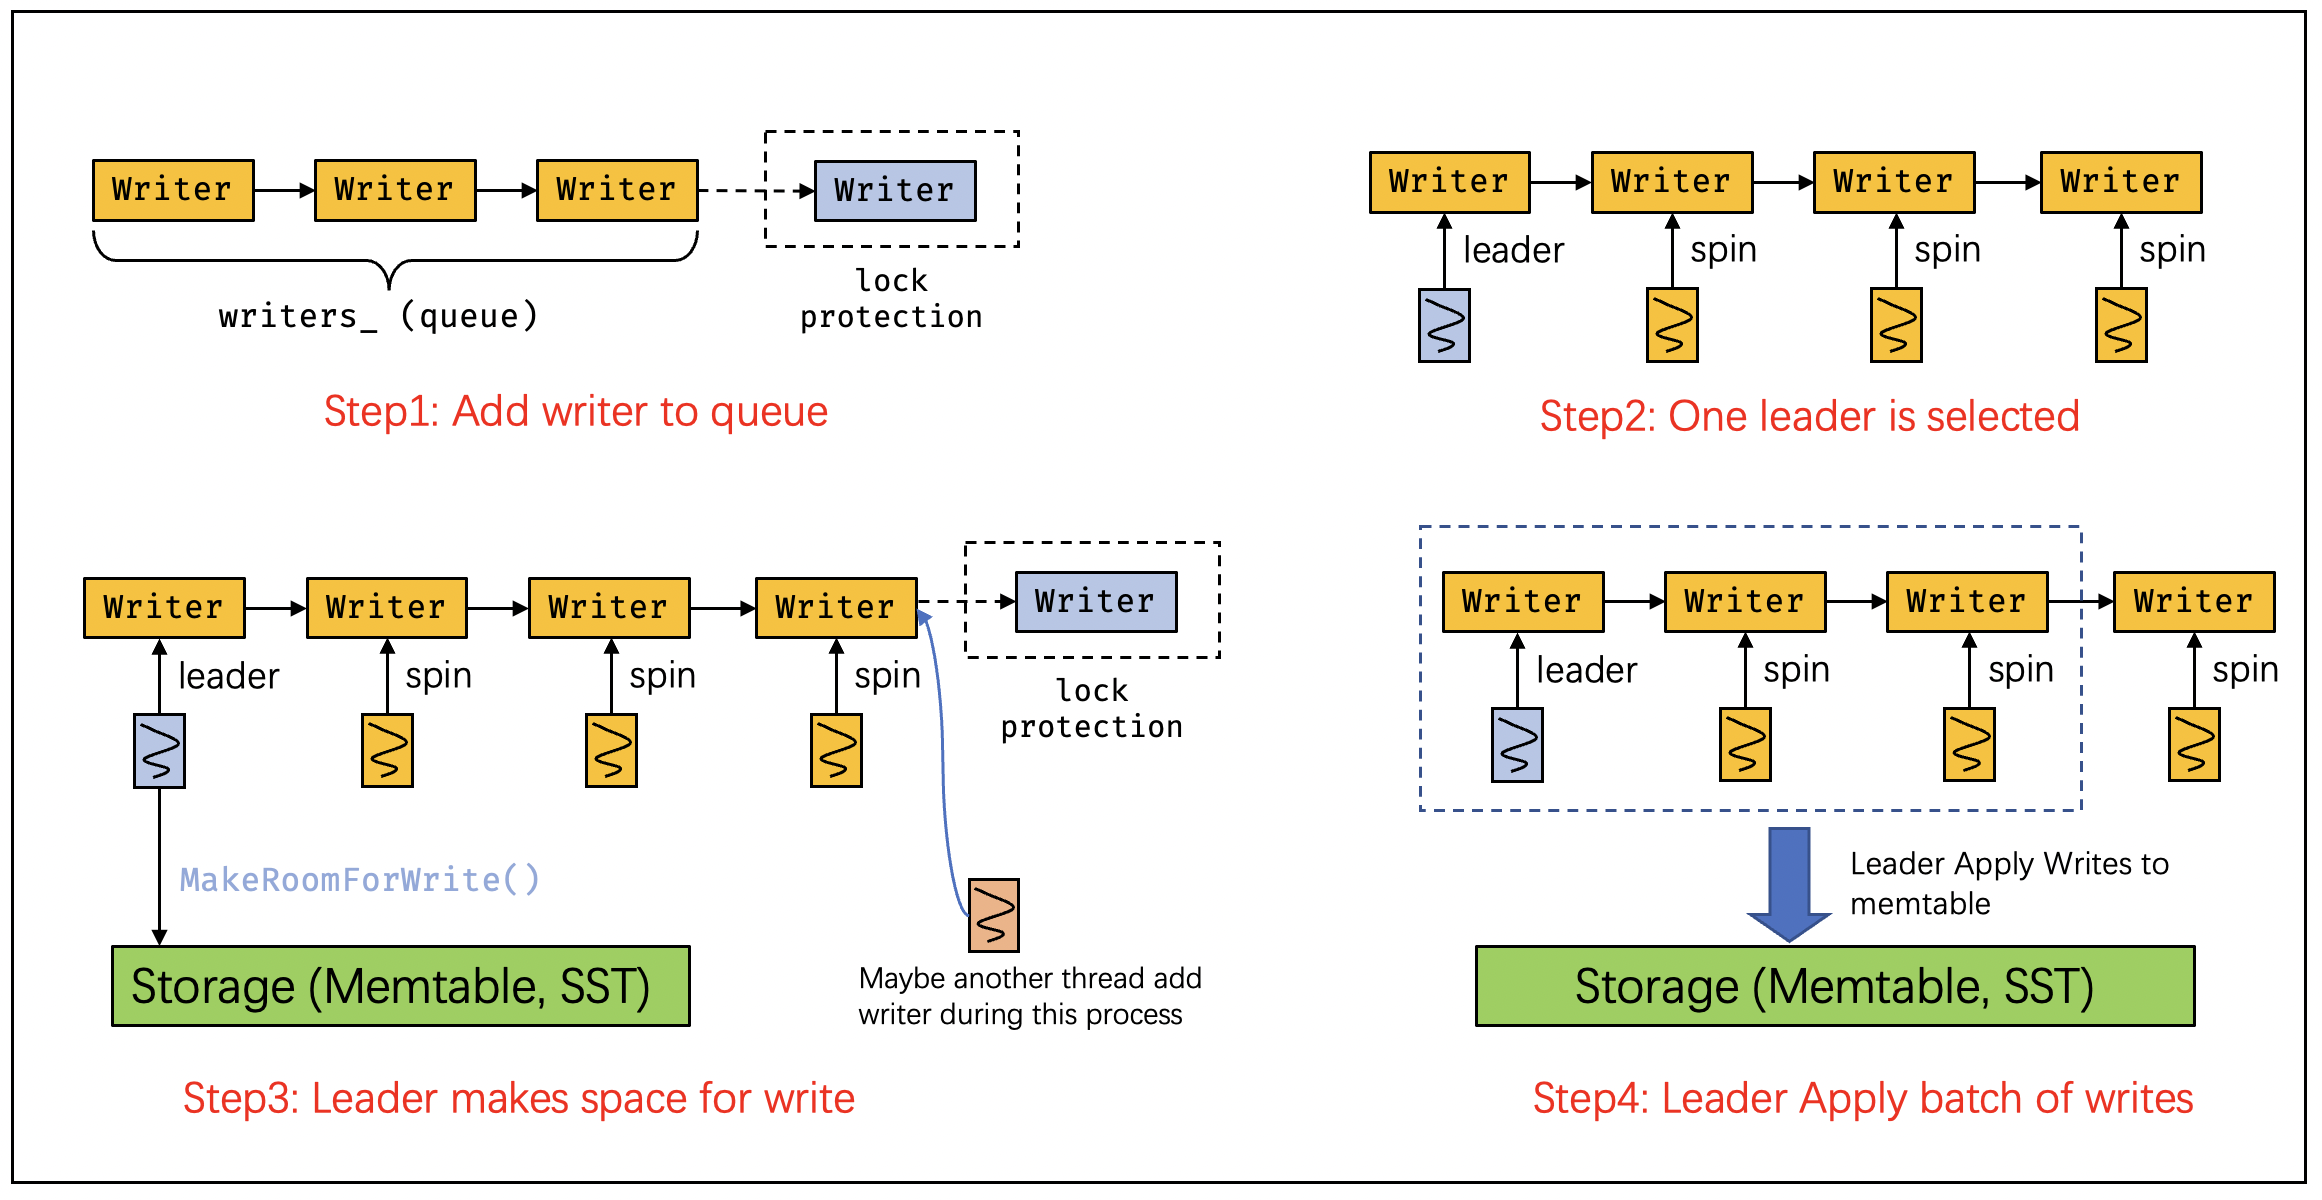 Writer
Writer
Writer
Writer
writers_ (queue)
lock
protection
Step1: Add writer to queue
Writer
Writer
Writer
Writer
leader
spin
spin
spin
Step2: One leader is selected
Writer
Writer
Writer
Writer
Writer
leader
spin
spin
spin
lock
protection
MakeRoomForWrite()
Storage (Memtable, SST)
Maybe another thread add
writer during this process
Step3: Leader makes space for write
Writer
Writer
Writer
Writer
leader
spin
spin
spin
Leader Apply Writes to
memtable
Storage (Memtable, SST)
Step4: Leader Apply batch of writes